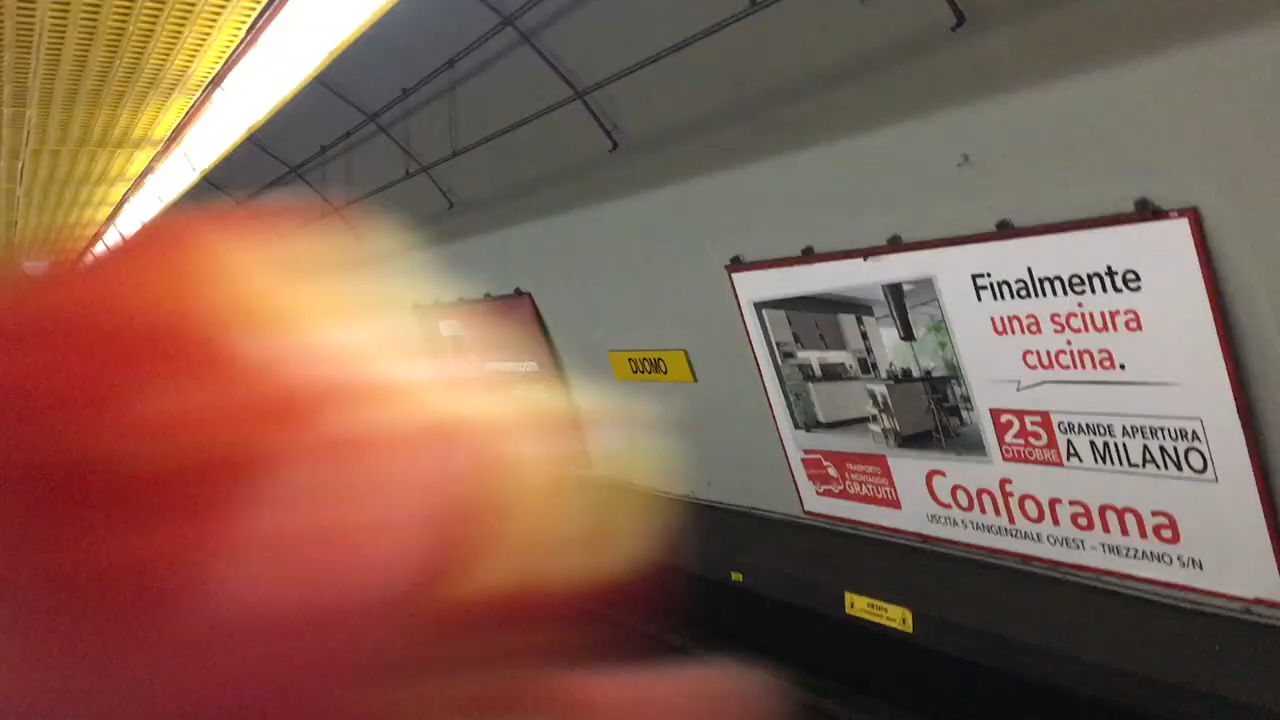 DUOMO
Finalmente
una sciura
cucina.
25
OTTOBRE
GRANDE APERTURA
A MILANO
TRASPORTO
E MONTAGGIO
GRATUITI
Conforama
USCITA 5 TANGENZIALE OVEST – TREZZANO S/N
VIETATO